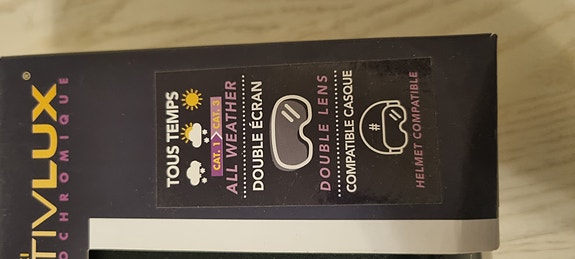 TIVLUX®
OCHROMIQUE
TOUS TEMPS
CAT. 1 > CAT. 3
ALL WEATHER
DOUBLE ÉCRAN
DOUBLE LENS
COMPATIBLE CASQUE
#
HELMET COMPATIBLE